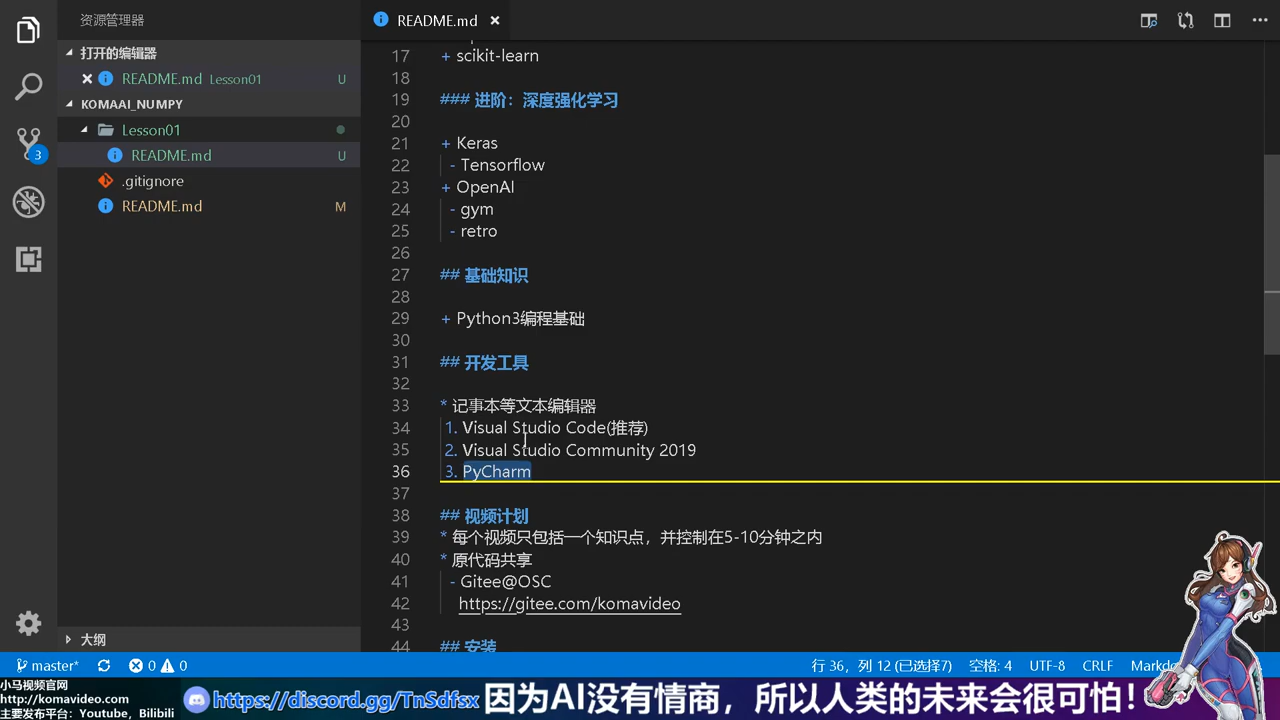 资源管理器
README.md
打开的编辑器
README.md Lesson01 U
KOMAAI_NUMPY
Lesson01
README.md U
.gitignore
README.md M
大纲
3
17 + scikit-learn
18
19 ### 进阶：深度强化学习
20
21 + Keras
22 - Tensorflow
23 + OpenAI
24 - gym
25 - retro
26
27 ## 基础知识
28
29 + Python3编程基础
30
31 ## 开发工具
32
33 * 记事本等文本编辑器
34 1. Visual Studio Code(推荐)
35 2. Visual Studio Community 2019
36 3. PyCharm
37
38 ## 视频计划
39 * 每个视频只包括一个知识点，并控制在5-10分钟之内
40 * 原代码共享
41 - Gitee@OSC
42 https://gitee.com/komavideo
43
44 ## 安装
master* 0 0 行 36，列 12 (已选择7) 空格: 4 UTF-8 CRLF
小马视频官网
http://komavideo.com
主要发布平台: Youtube, Bilibili
https://discord.gg/TnSdfsx 因为AI没有情商，所以人类的未来会很可怕！